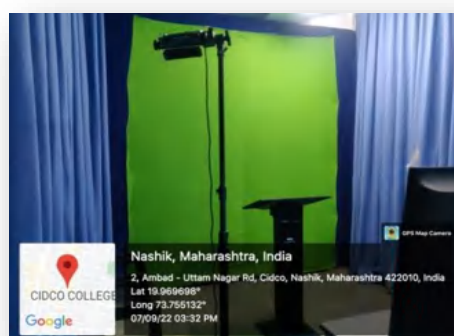 GPS Map Camera
Nashik, Maharashtra, India
2, Ambad - Uttam Nagar Rd, Cidco, Nashik, Maharashtra 422010, India
Lat 19.969698°
Long 73.755132°
07/09/22 03:32 PM
CIDCO COLLEGE
Google